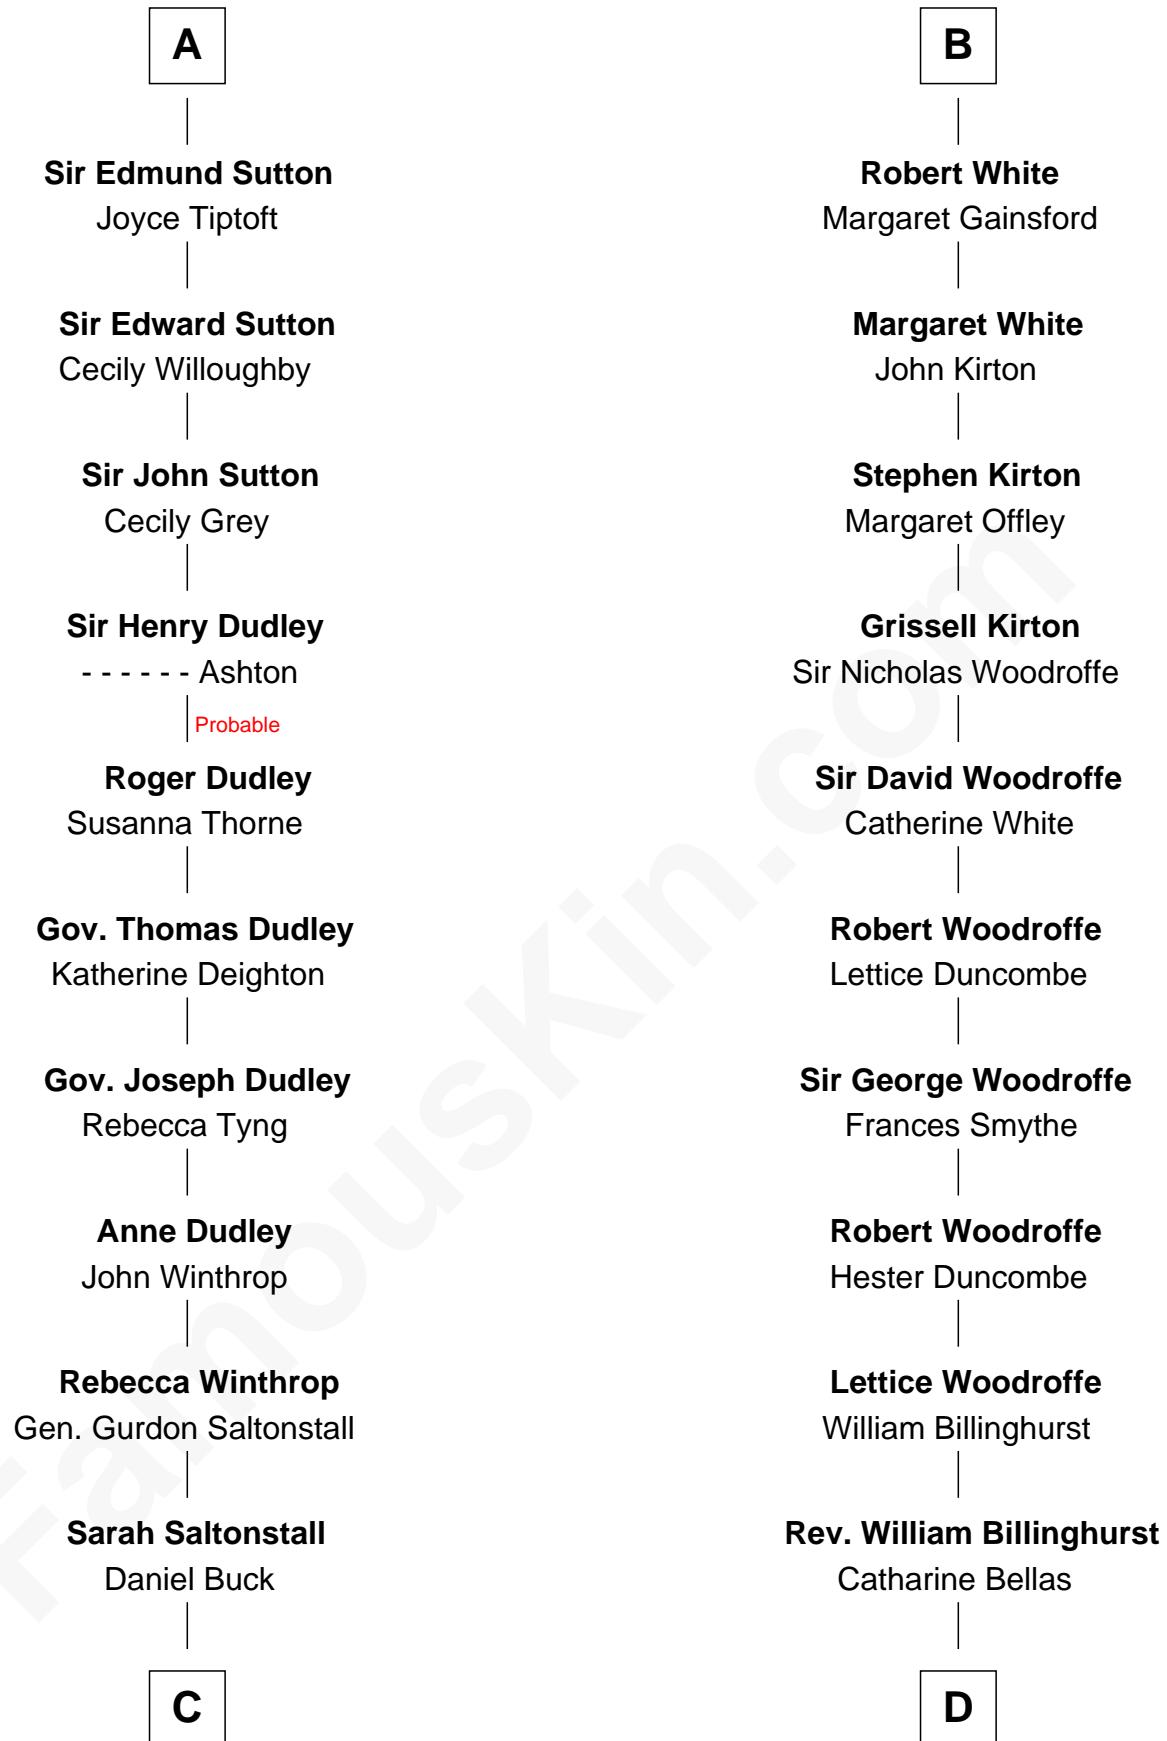 A
Sir Edmund Sutton
Joyce Tiptoft
Sir Edward Sutton
Cecily Willoughby
Sir John Sutton
Cecily Grey
Sir Henry Dudley
- - - - - - Ashton
Probable
Roger Dudley
Susanna Thorne
Gov. Thomas Dudley
Katherine Deighton
Gov. Joseph Dudley
Rebecca Tyng
Anne Dudley
John Winthrop
Rebecca Winthrop
Gen. Gurdon Saltonstall
Sarah Saltonstall
Daniel Buck
C
B
Robert White
Margaret Gainsford
Margaret White
John Kirton
Stephen Kirton
Margaret Offley
Grissell Kirton
Sir Nicholas Woodroffe
Sir David Woodroffe
Catherine White
Robert Woodroffe
Lettice Duncombe
Sir George Woodroffe
Frances Smythe
Robert Woodroffe
Hester Duncombe
Lettice Woodroffe
William Billinghurst
Rev. William Billinghurst
Catharine Bellas
D
FamousKin.com